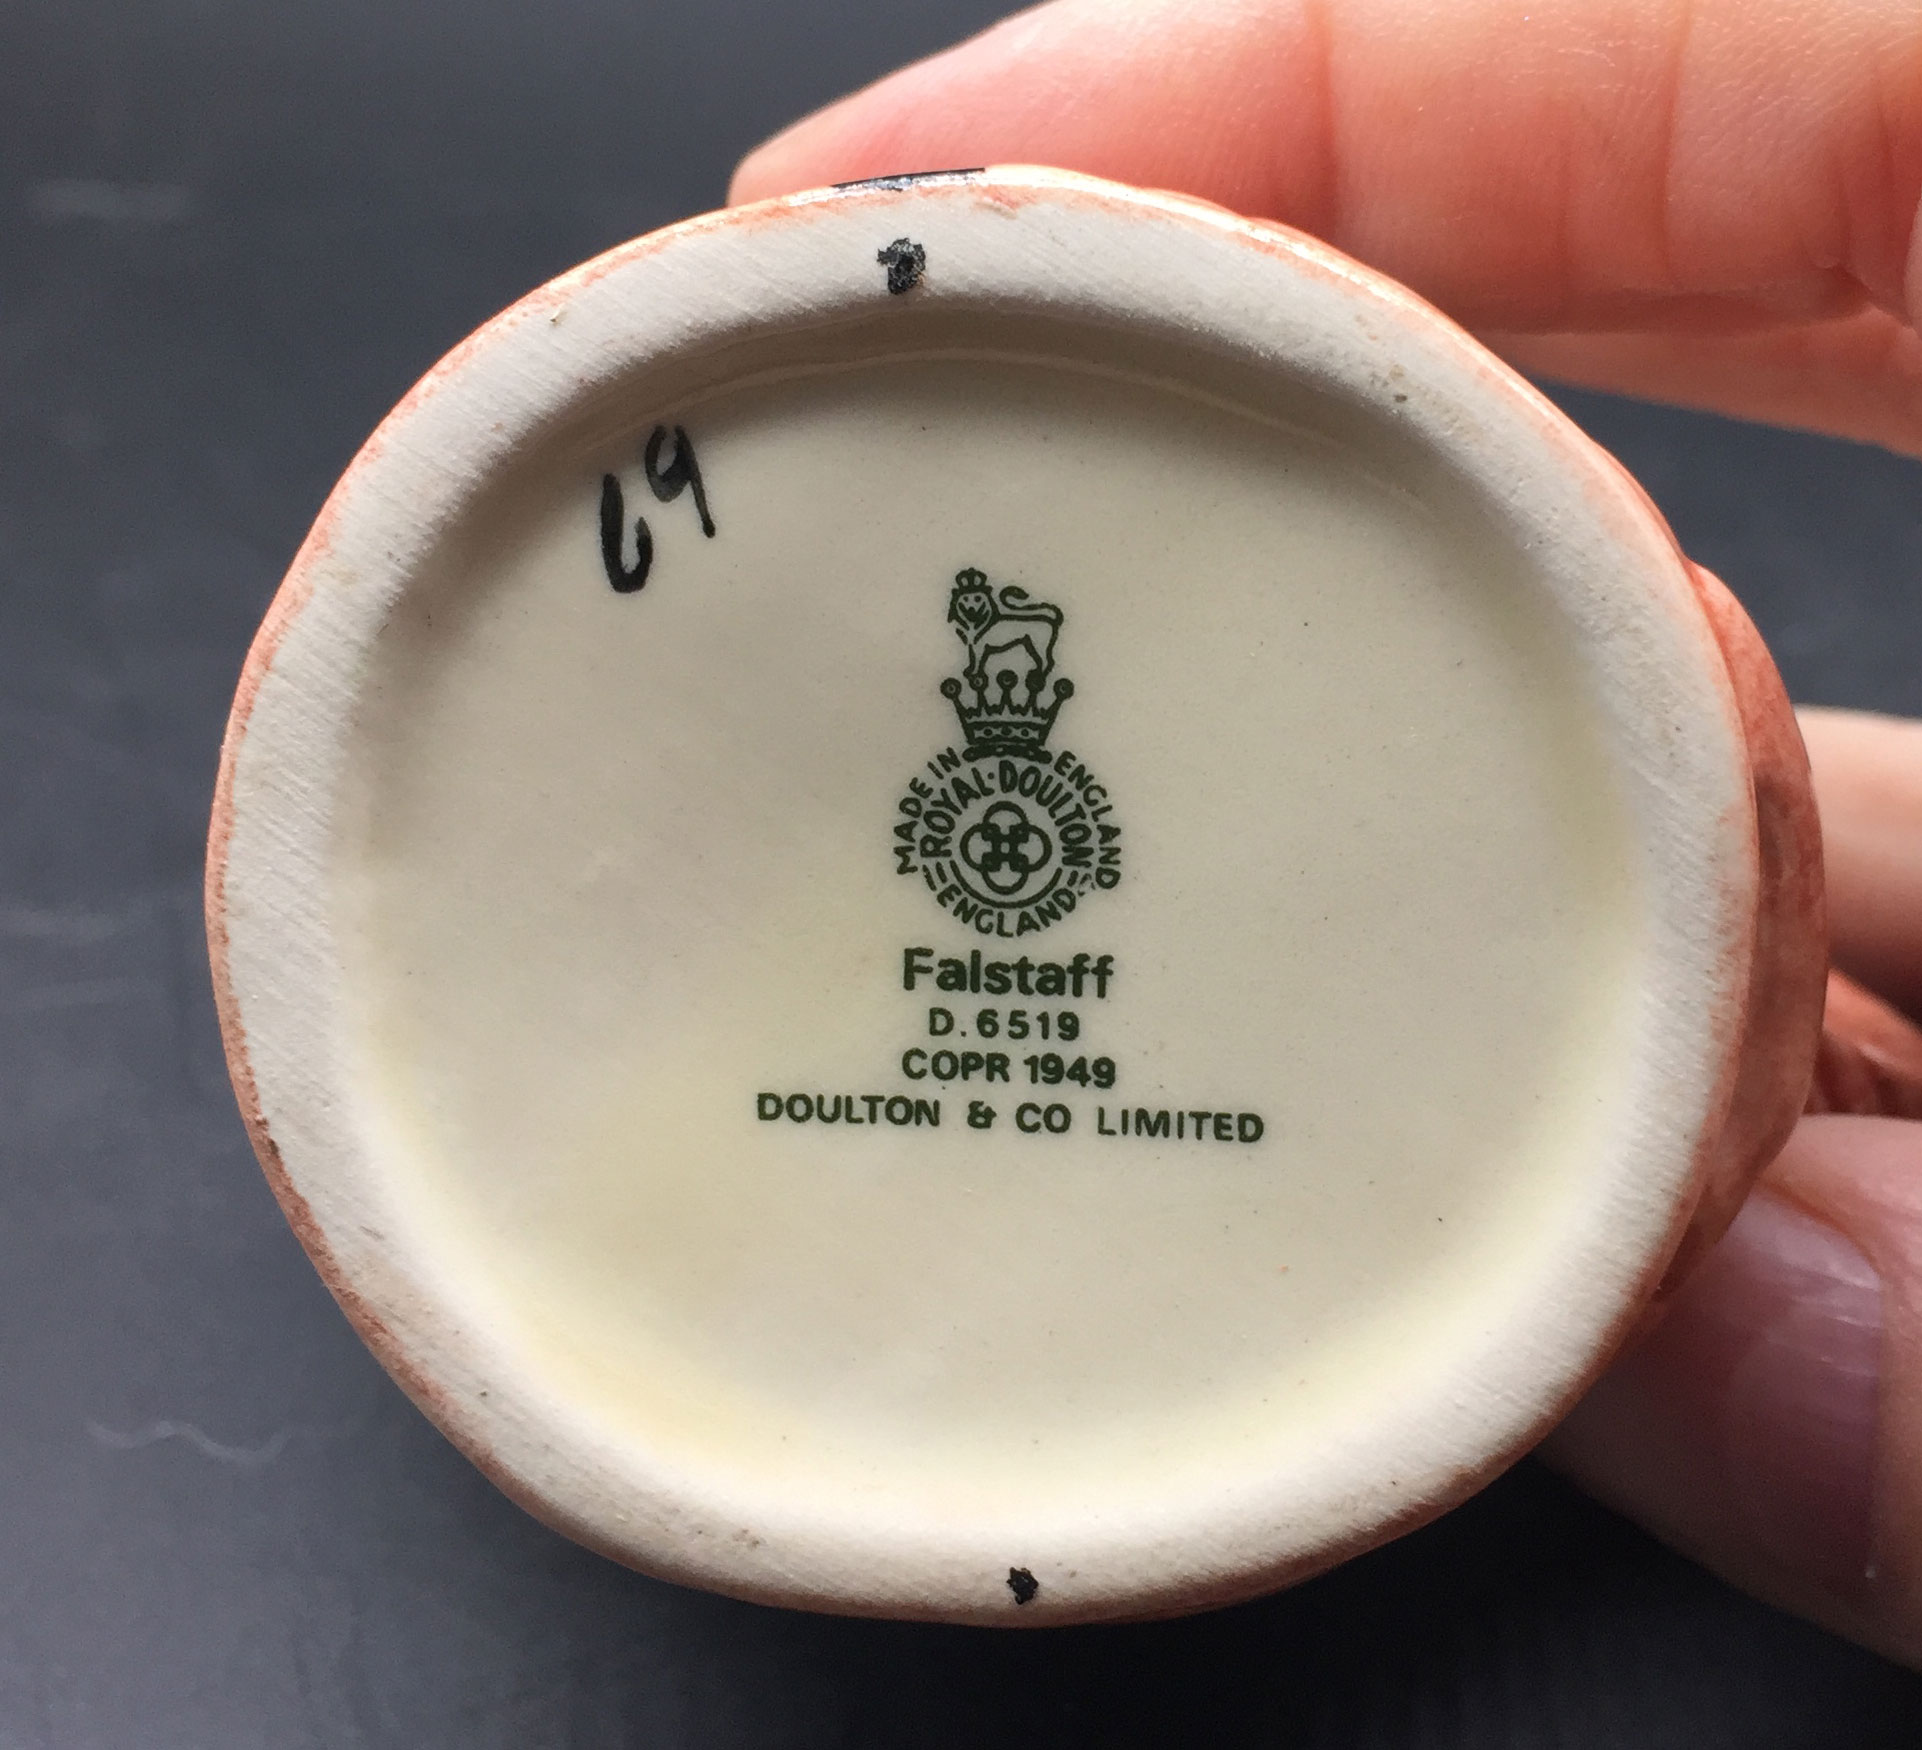 69
MADE IN ENGLAND
ROYAL·DOULTON
ENGLAND
Falstaff
D.6519
COPR 1949
DOULTON & CO LIMITED